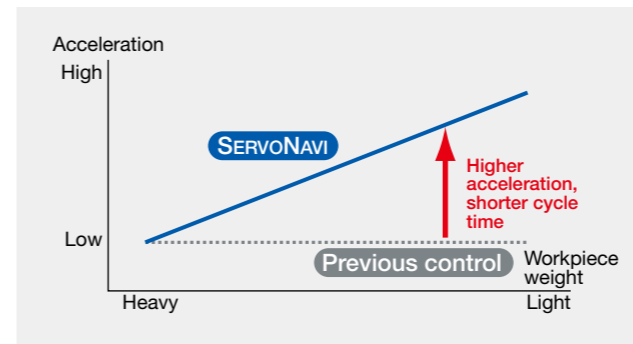 Acceleration
High
SERVONAVI
Higher
acceleration,
shorter cycle
time
Low
Previous control
Workpiece
weight
Heavy
Light